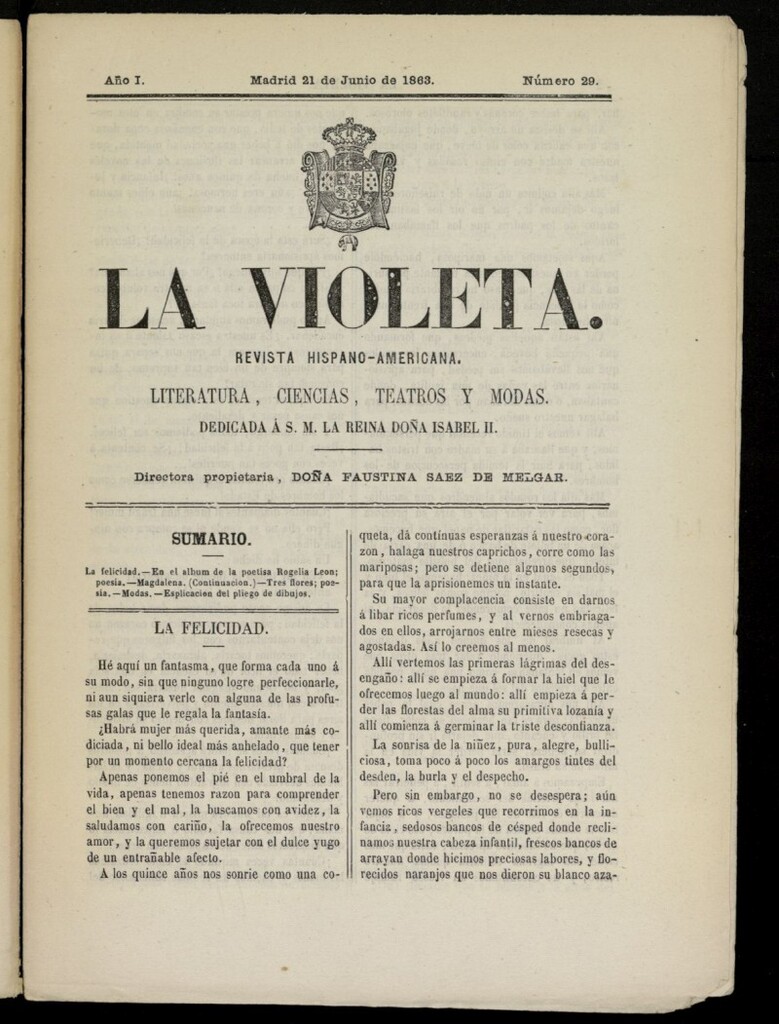 Año I.
Madrid 21 de Junio de 1863.
Número 29.
LA VIOLETA.
REVISTA HISPANO-AMERICANA.
LITERATURA, CIENCIAS, TEATROS Y MODAS.
DEDICADA Á S. M. LA REINA DOÑA ISABEL II.
Directora propietaria, DOÑA FAUSTINA SAEZ DE MELGAR.
SUMARIO.
La felicidad.—En el album de la poetisa Rogelia Leon;
poesía.—Magdalena. (Continuacion.)—Tres flores; poe-
sía.—Modas.—Esplicacion del pliego de dibujos.
LA FELICIDAD.
Hé aquí un fantasma, que forma cada uno á
su modo, sin que ninguno logre perfeccionarle,
ni aun siquiera verle con alguna de las profu-
sas galas que le regala la fantasía.
¿Habrá mujer más querida, amante más co-
diciada, ni bello ideal más anhelado, que tener
por un momento cercana la felicidad?
Apenas ponemos el pié en el umbral de la
vida, apenas tenemos razon para comprender
el bien y el mal, la buscamos con avidez, la
saludamos con cariño, la ofrecemos nuestro
amor, y la queremos sujetar con el dulce yugo
de un entrañable afecto.
A los quince años nos sonrie como una co-
queta, dá contínuas esperanzas á nuestro cora-
zon, halaga nuestros caprichos, corre como las
mariposas; pero se detiene algunos segundos,
para que la aprisionemos un instante.
Su mayor complacencia consiste en darnos
á libar ricos perfumes, y al vernos embriaga-
dos en ellos, arrojarnos entre mieses resecas y
agostadas. Así lo creemos al menos.
Allí vertemos las primeras lágrimas del des-
engaño: allí se empieza á formar la hiel que le
ofrecemos luego al mundo: allí empieza á per-
der las florestas del alma su primitiva lozanía y
allí comienza á germinar la triste desconfianza.
La sonrisa de la niñez, pura, alegre, bulli-
ciosa, toma poco á poco los amargos tintes del
desden, la burla y el despecho.
Pero sin embargo, no se desespera; aún
vemos ricos vergeles que recorrimos en la in-
fancia, sedosos bancos de césped donde recli-
namos nuestra cabeza infantil, frescos bancos de
arrayan donde hicimos preciosas labores, y flo-
recidos naranjos que nos dieron su blanco aza-